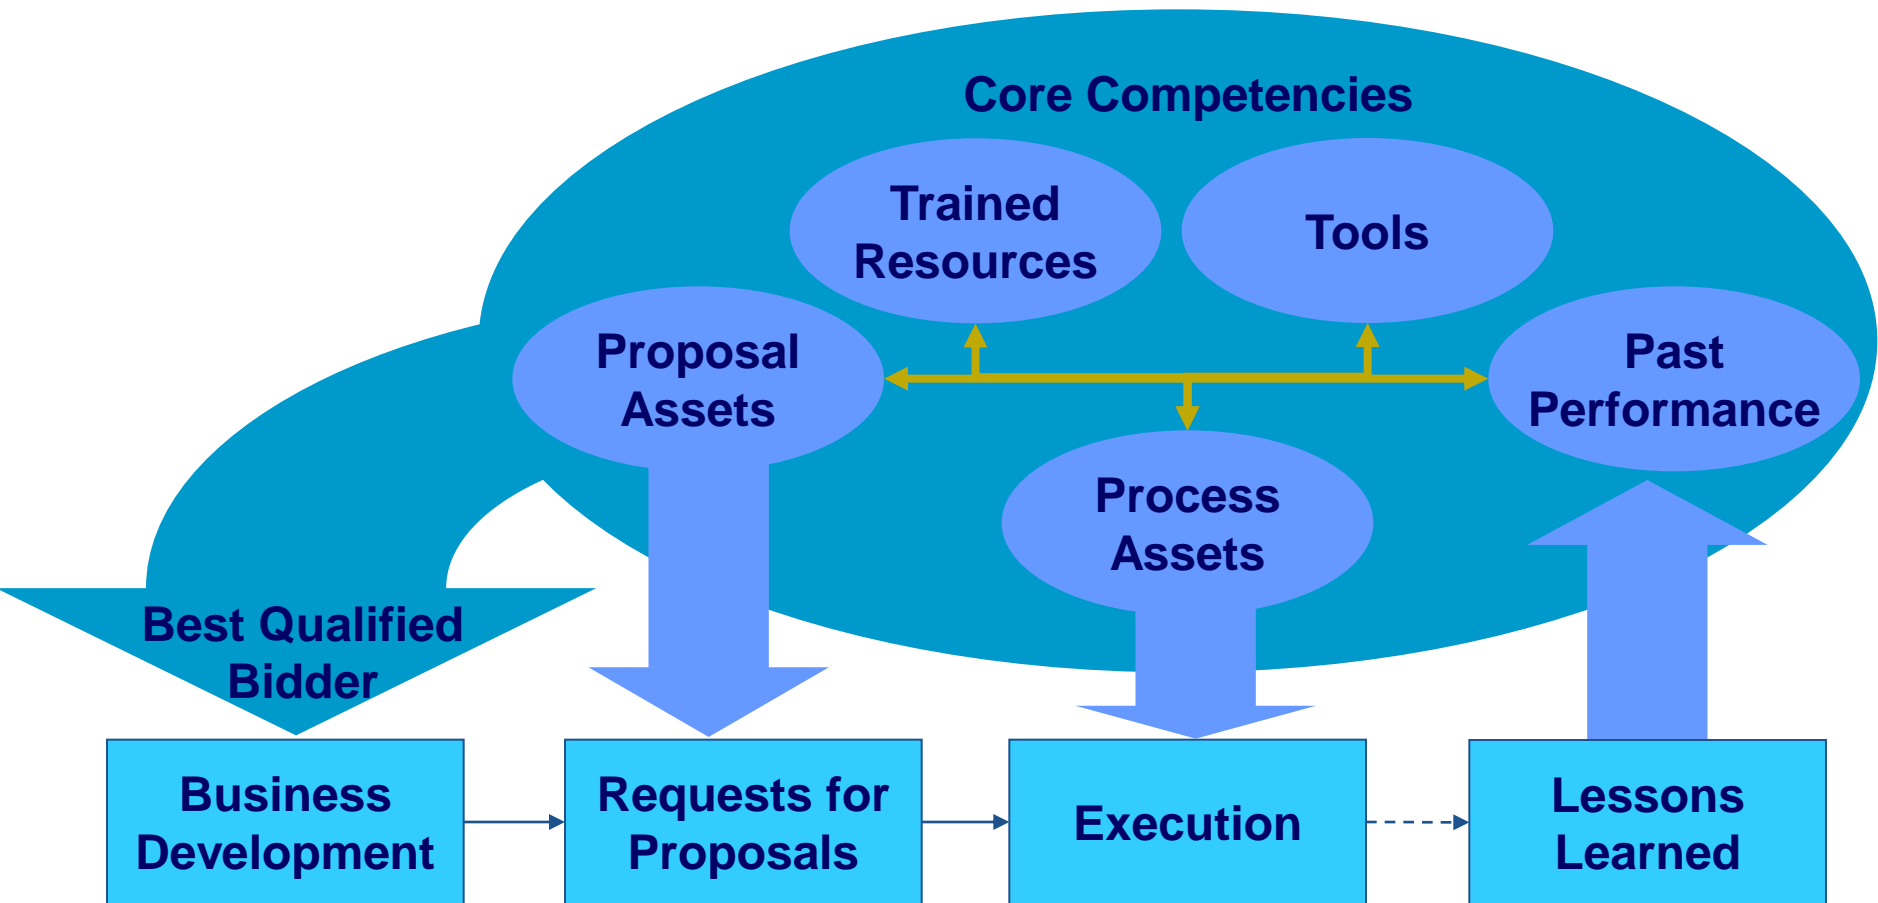 Core Competencies
Trained
Resources
Tools
Proposal
Assets
Past
Performance
Process
Assets
Best Qualified
Bidder
Business
Development
Requests for
Proposals
Execution
Lessons
Learned